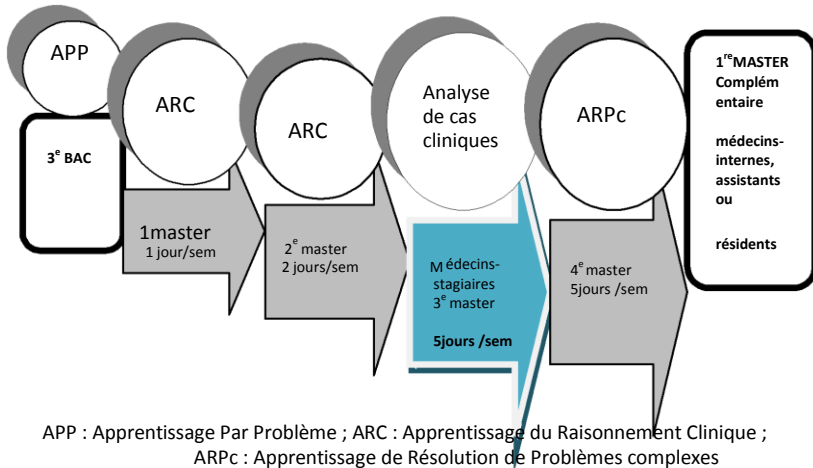 APP
3e BAC
ARC
1master
1 jour/sem
ARC
2e master
2 jours/sem
Analyse
de cas
cliniques
Médecins-
stagiaires
3e master
5jours /sem
ARPc
4e master
5jours /sem
1reMASTER
Complém
entaire
médecins-
internes,
assistants
ou
résidents
APP : Apprentissage Par Problème ; ARC : Apprentissage du Raisonnement Clinique ;
ARPc : Apprentissage de Résolution de Problèmes complexes